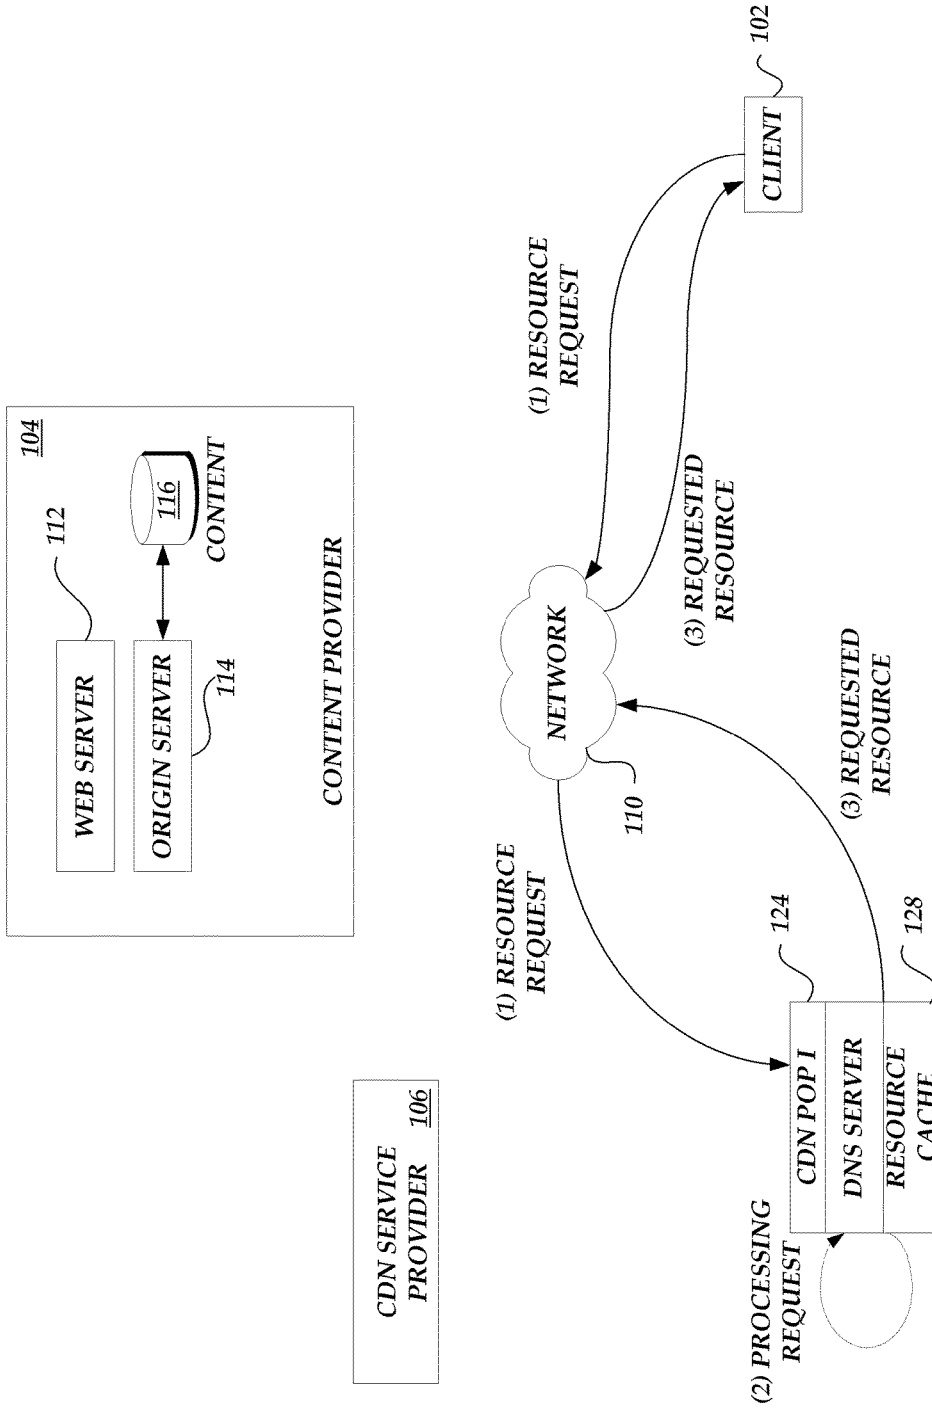 104
112
WEB SERVER
ORIGIN SERVER
114
116
CONTENT
CONTENT PROVIDER
CDN SERVICE
PROVIDER
106
(1) RESOURCE
REQUEST
NETWORK
110
(1) RESOURCE
REQUEST
(3) REQUESTED
RESOURCE
CLIENT
102
(3) REQUESTED
RESOURCE
124
128
CDN POP I
DNS SERVER
RESOURCE
CACHE
(2) PROCESSING
REQUEST